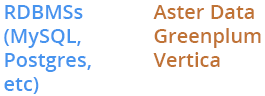 RDBMSs
(MySQL,
Postgres,
etc)
Aster Data
Greenplum
Vertica